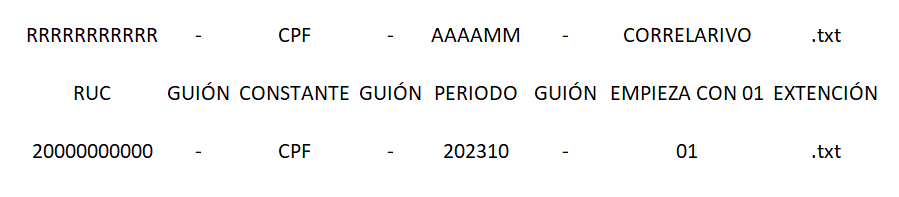 RRRRRRRRRRR - CPF - AAAAMM - CORRELARIVO .txt
RUC GUIÓN CONSTANTE GUIÓN PERIODO GUIÓN EMPIEZA CON 01 EXTENCIÓN
20000000000 - CPF - 202310 - 01 .txt